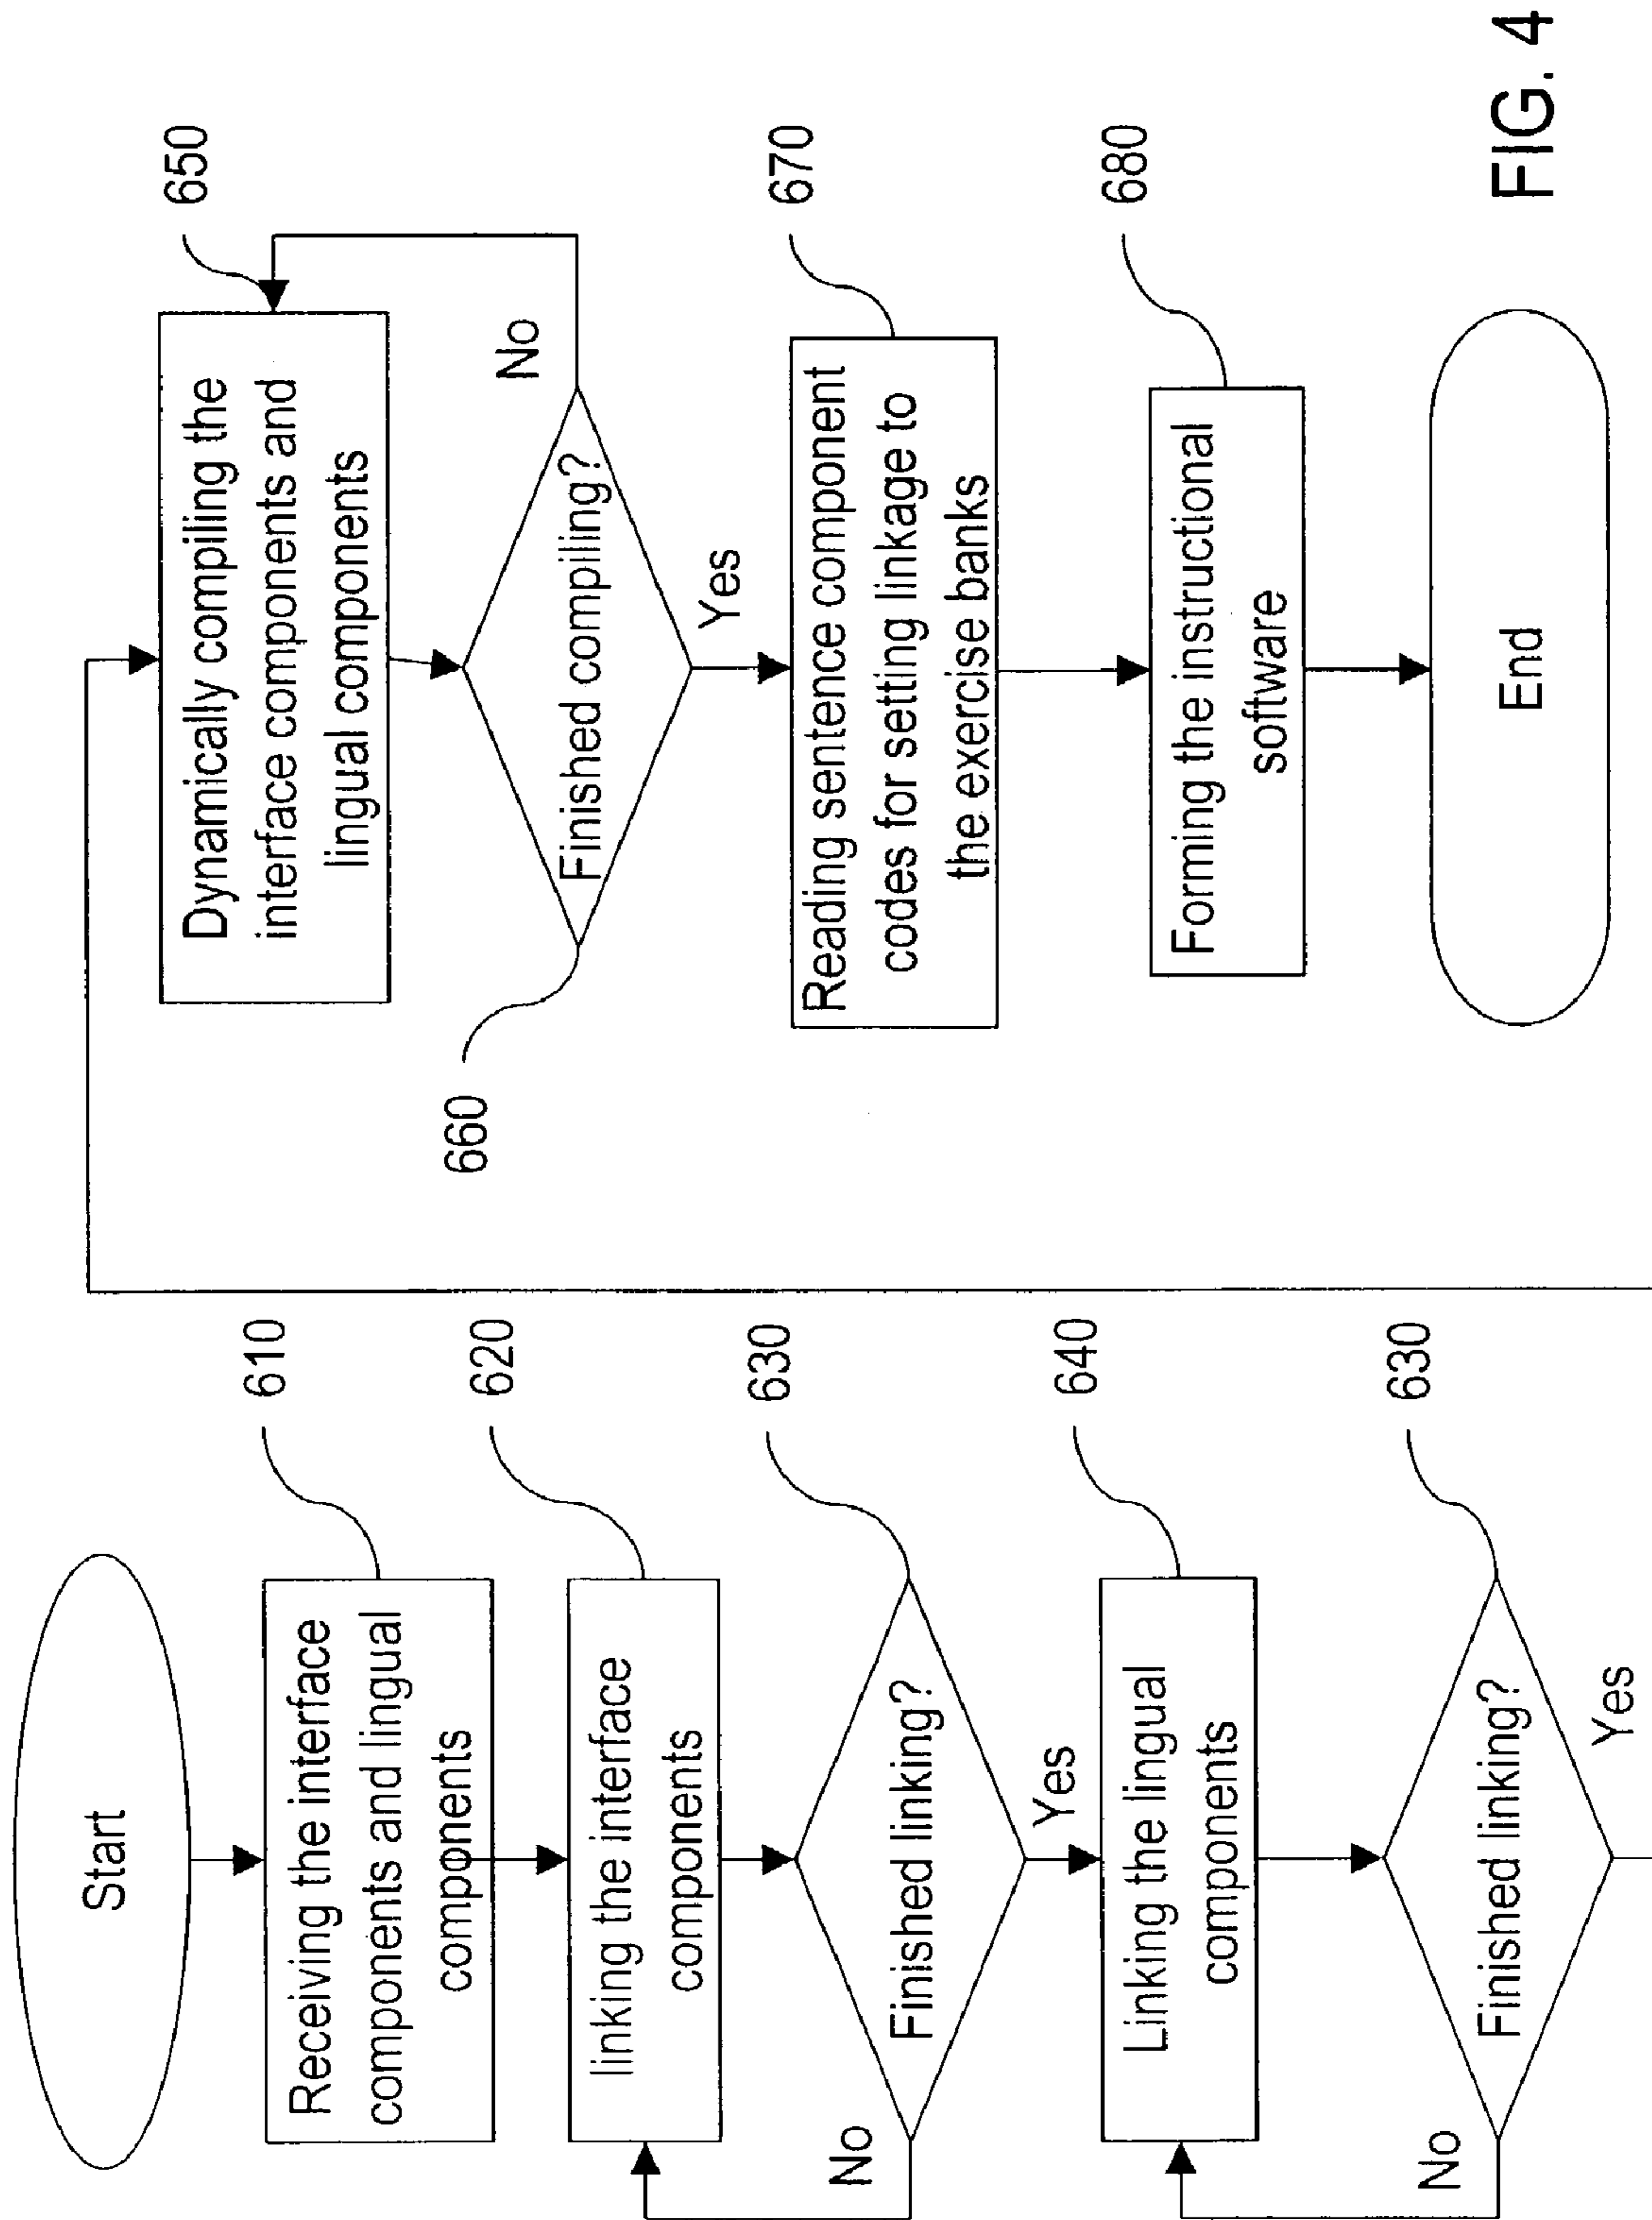 Start
610
Receiving the interface
components and lingual
components
620
linking the interface
components
630
Finished linking?
No
Yes
640
Linking the lingual
components
630
Finished linking?
No
Yes
650
Dynamically compiling the
interface components and
lingual components
660
Finished compiling?
No
Yes
670
Reading sentence component
codes for setting linkage to
the exercise banks
680
Forming the instructional
software
End
FIG. 4